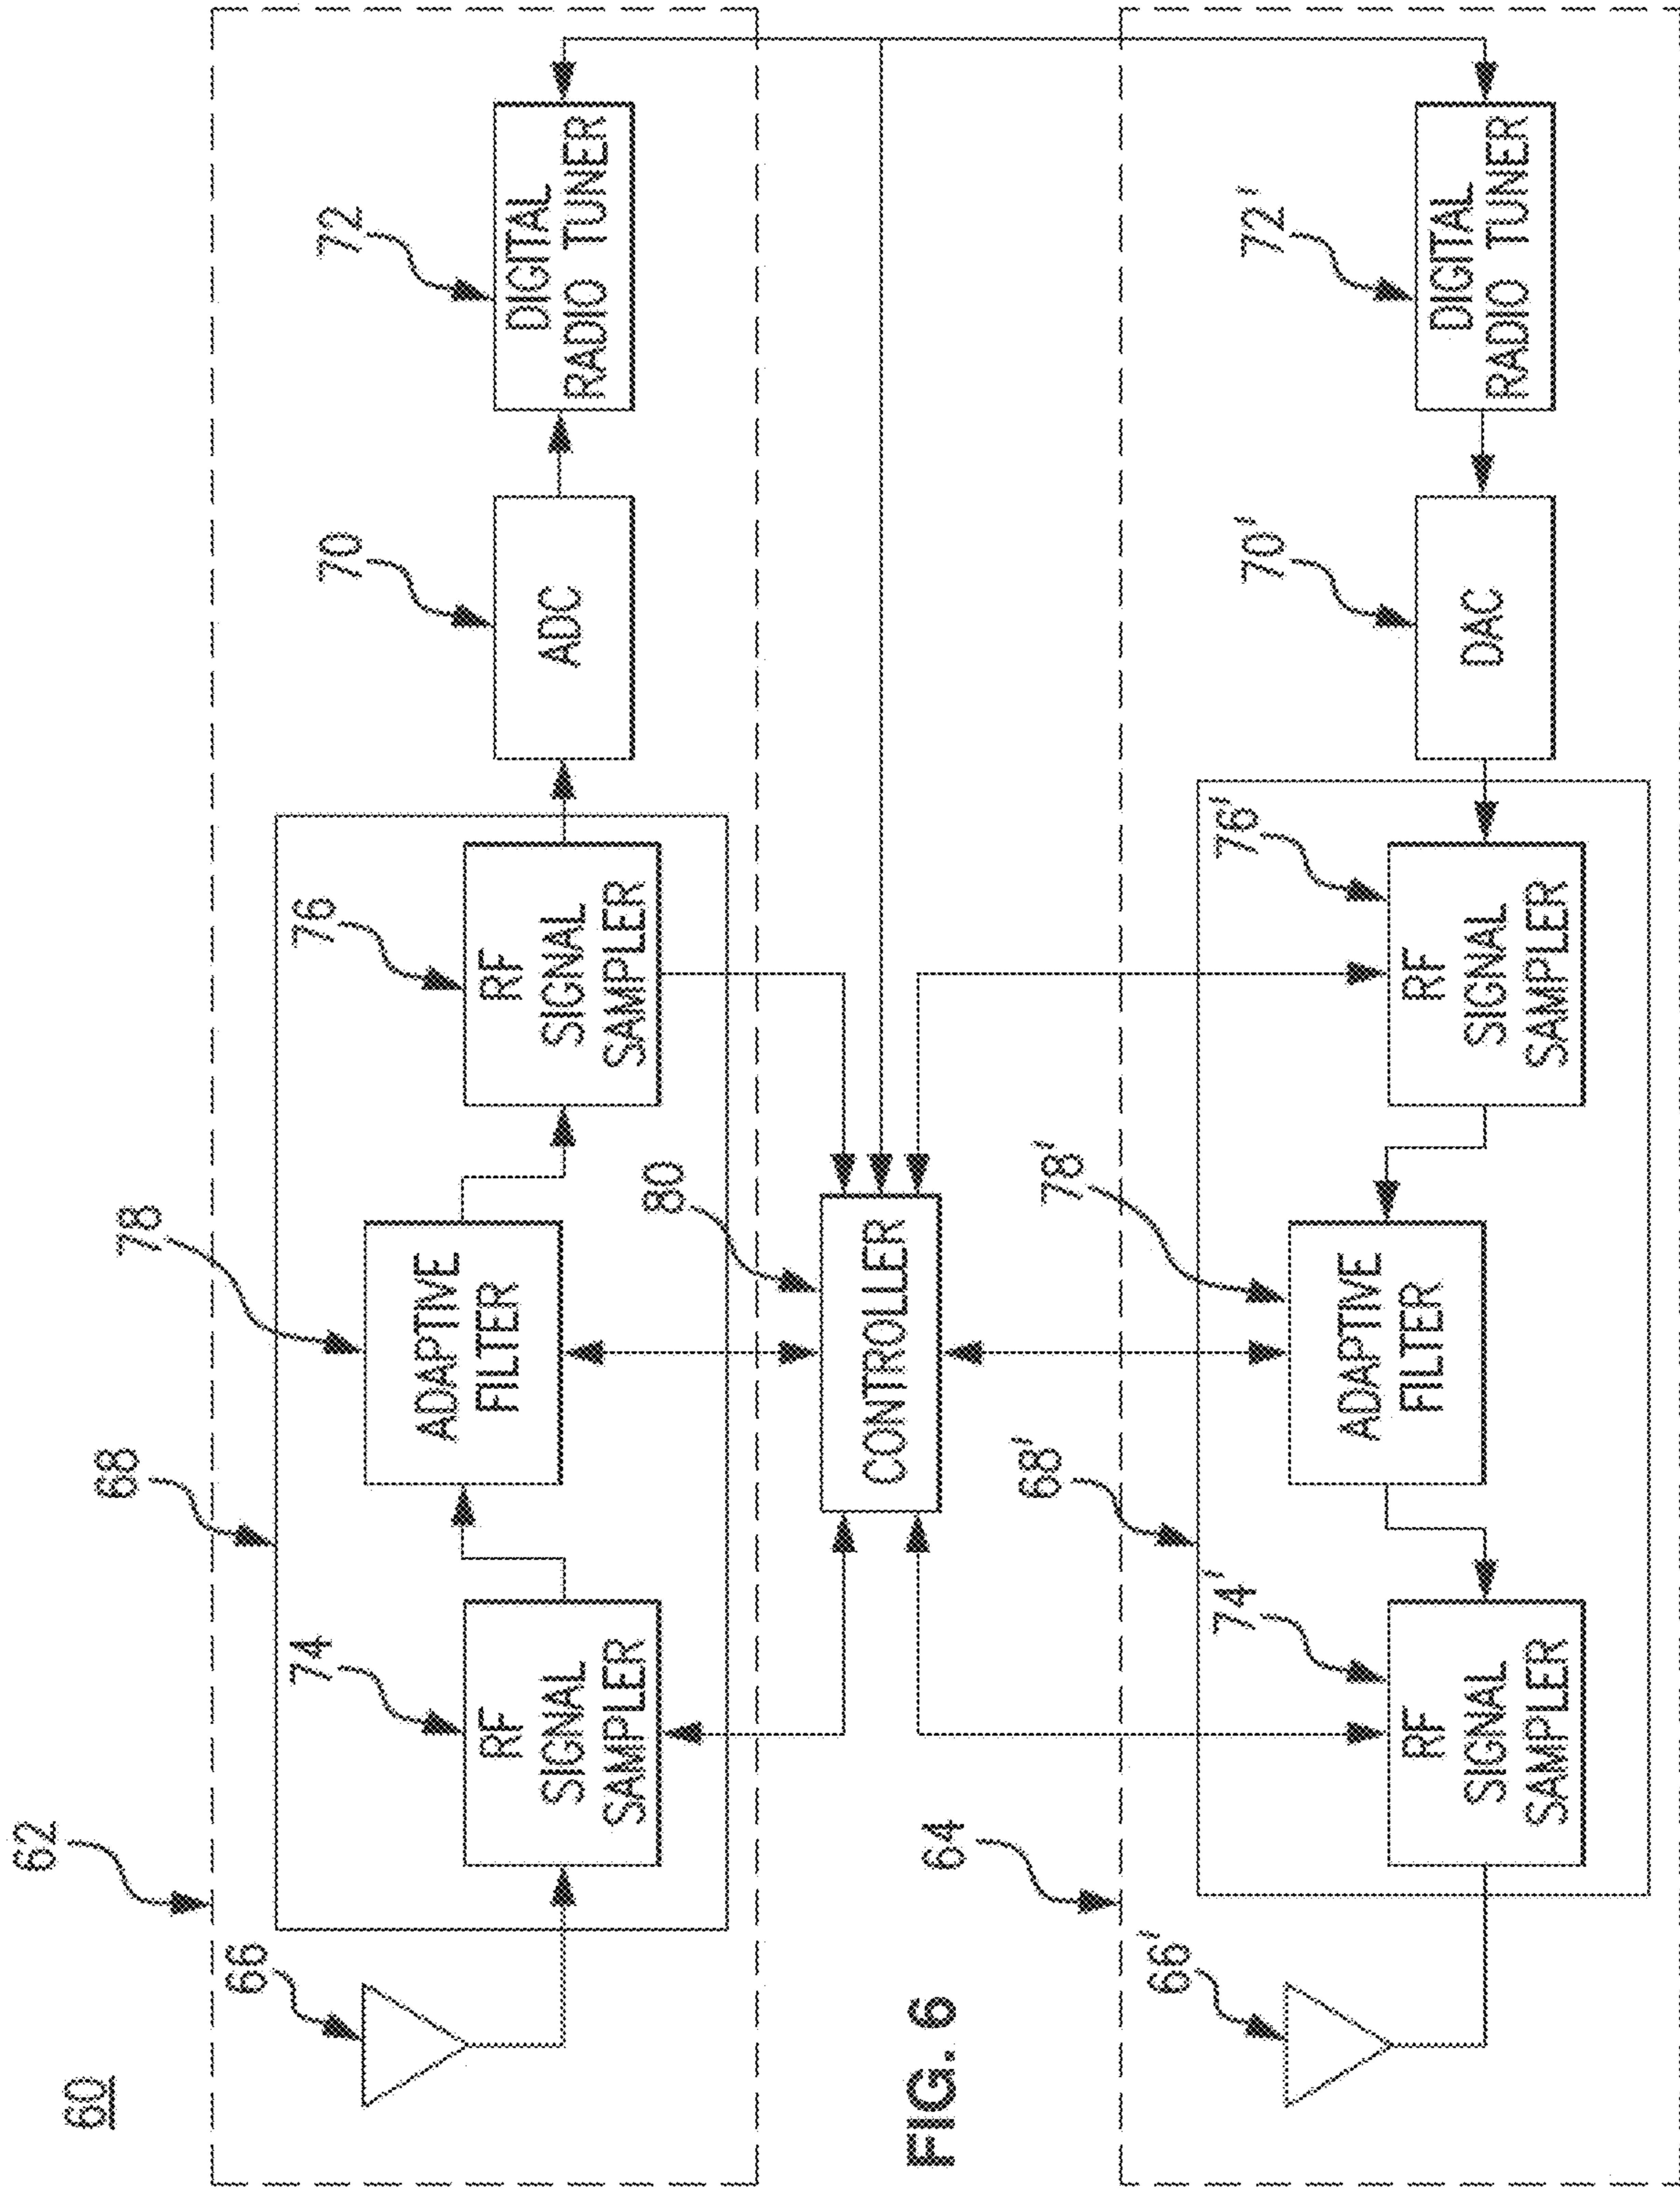 60
62
68
78
66
74
76
70
72
RF
SIGNAL
SAMPLER
ADAPTIVE
FILTER
RF
SIGNAL
SAMPLER
ADC
DIGITAL
RADIO TUNER
80
CONTROLLER
FIG. 6
64
68'
78'
66'
74'
76'
70'
72'
RF
SIGNAL
SAMPLER
ADAPTIVE
FILTER
RF
SIGNAL
SAMPLER
DAC
DIGITAL
RADIO TUNER